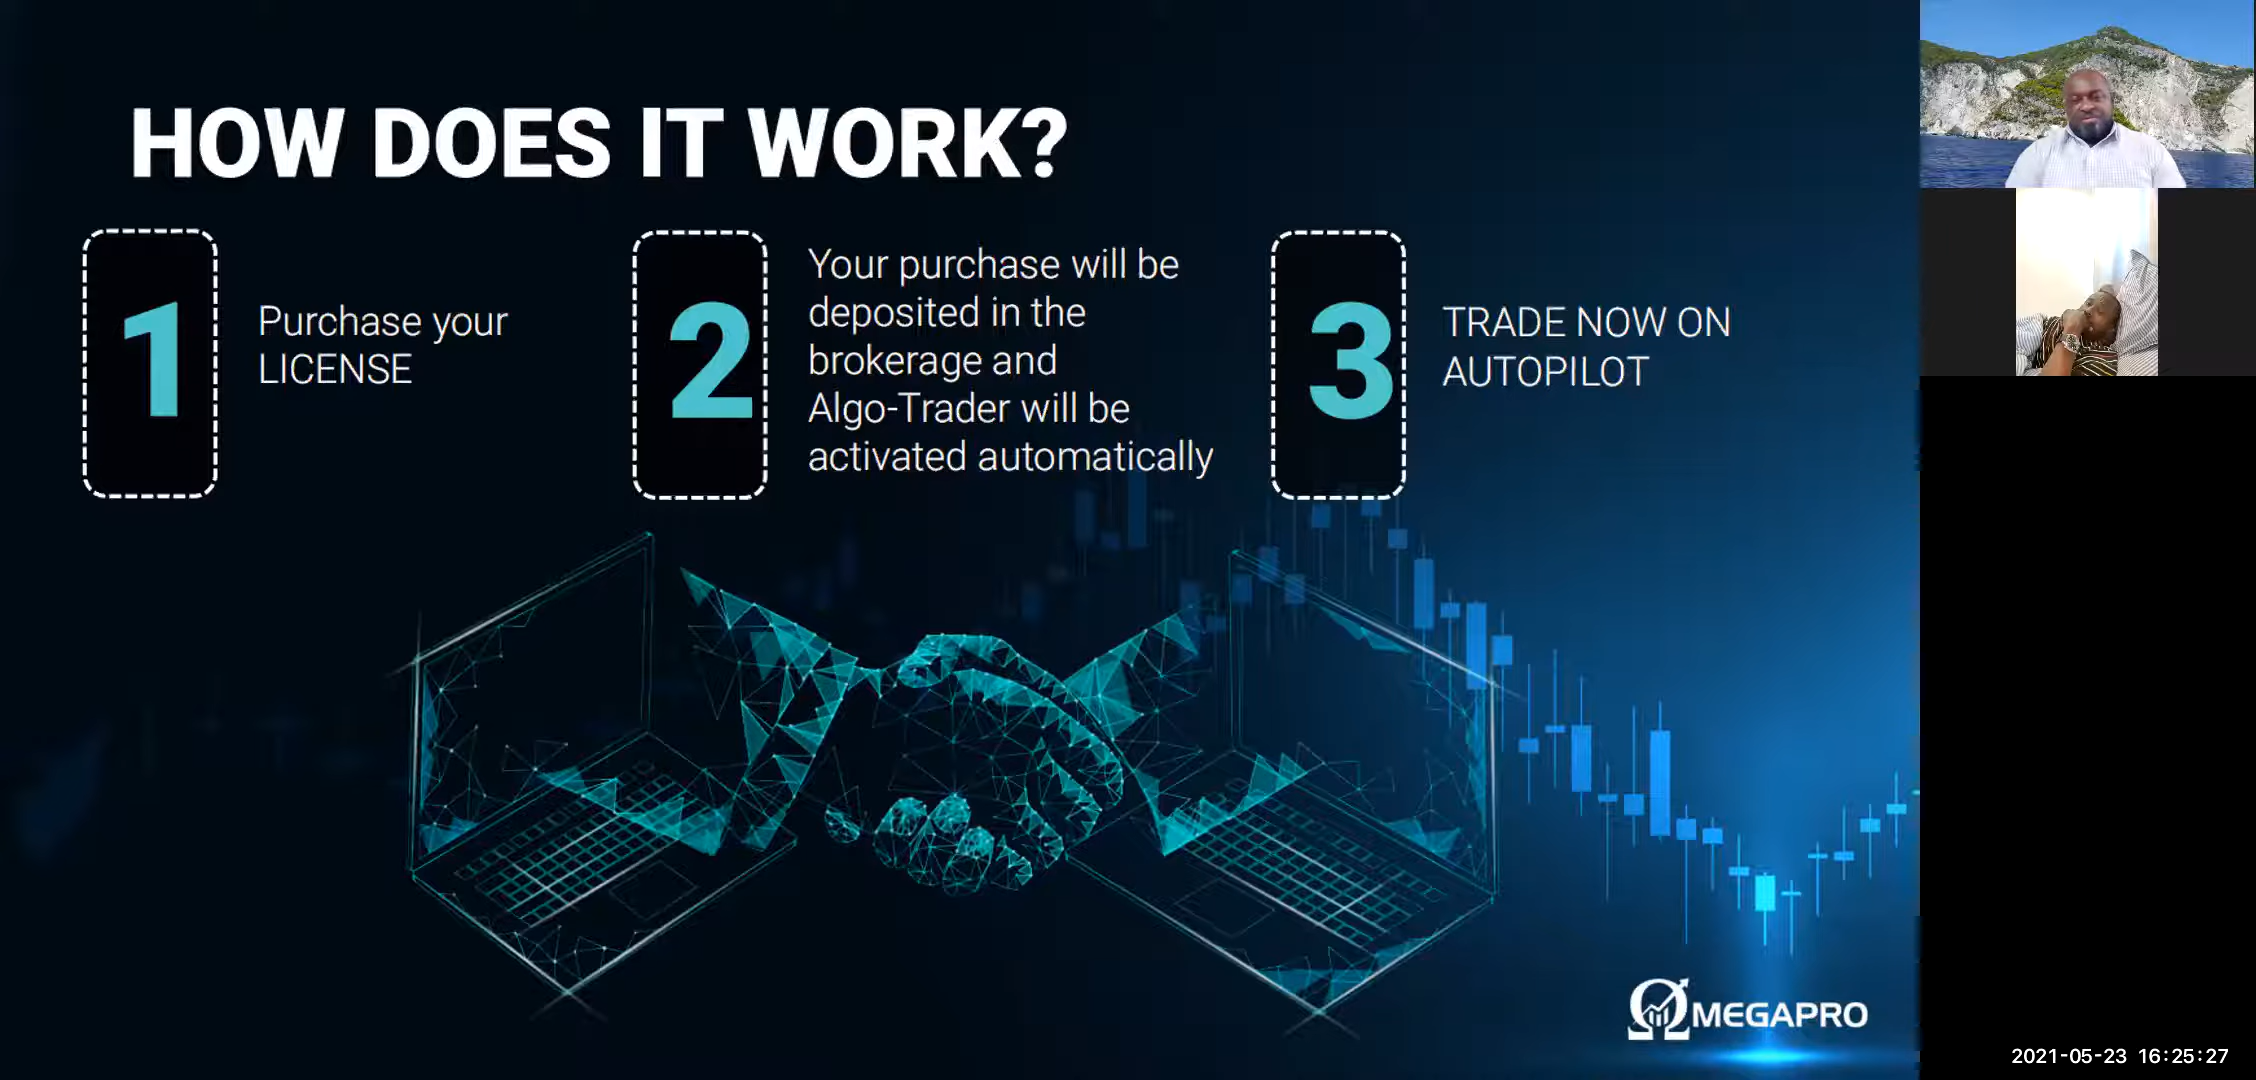 HOW DOES IT WORK?
1
Purchase your
LICENSE
2
Your purchase will be
deposited in the
brokerage and
Algo-Trader will be
activated automatically
3
TRADE NOW ON
AUTOPILOT
ΩMEGAPRO
2021-05-23 16:25:27